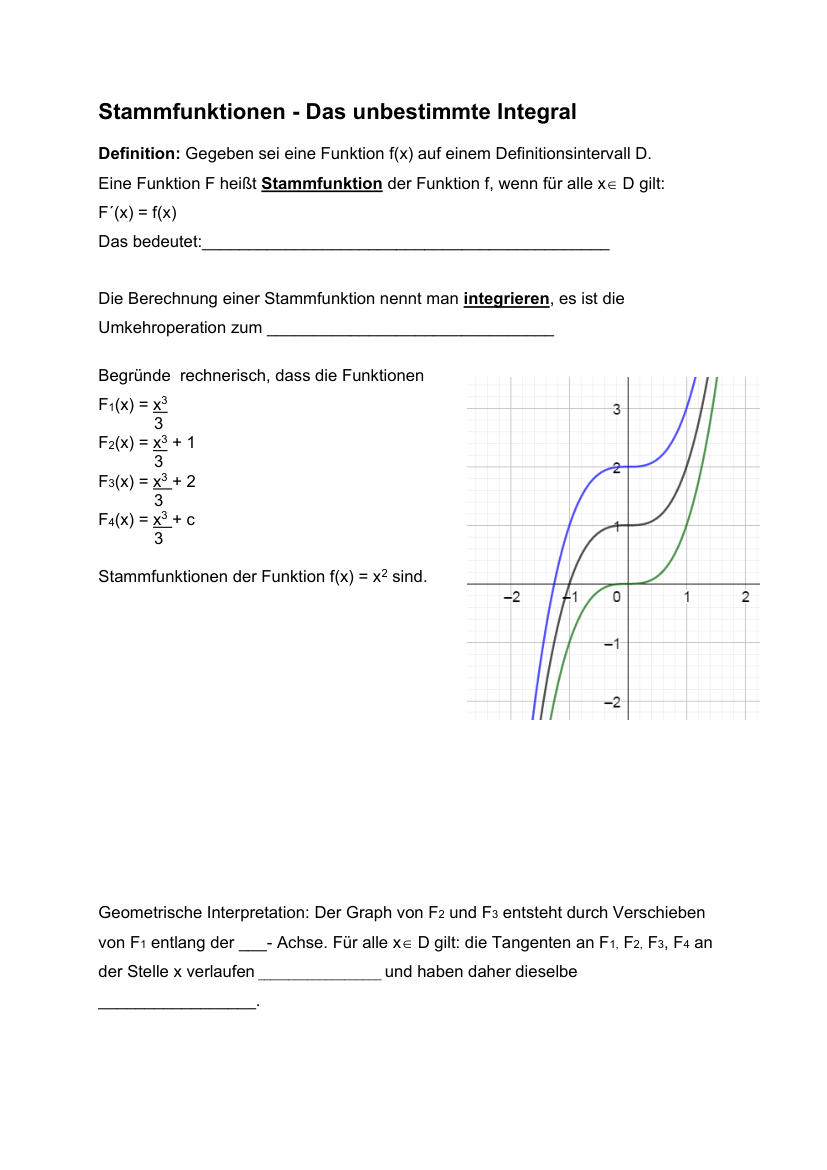 Stammfunktionen - Das unbestimmte Integral
Definition: Gegeben sei eine Funktion f(x) auf einem Definitionsintervall D.
Eine Funktion F heißt Stammfunktion der Funktion f, wenn für alle x∈ D gilt:
F´(x) = f(x)
Das bedeutet:____________________________________________
Die Berechnung einer Stammfunktion nennt man integrieren, es ist die
Umkehroperation zum _______________________________
Begründe  rechnerisch, dass die Funktionen
F₁(x) = x³
3
F₂(x) = x³ + 1
3
F₃(x) = x³ + 2
3
F₄(x) = x³ + c
3
Stammfunktionen der Funktion f(x) = x² sind.
3
2
1
−2 −1 0 1 2
−1
−2
Geometrische Interpretation: Der Graph von F₂ und F₃ entsteht durch Verschieben
von F₁ entlang der ___- Achse. Für alle x∈ D gilt: die Tangenten an F₁, F₂, F₃, F₄ an
der Stelle x verlaufen ______________ und haben daher dieselbe
_________________.